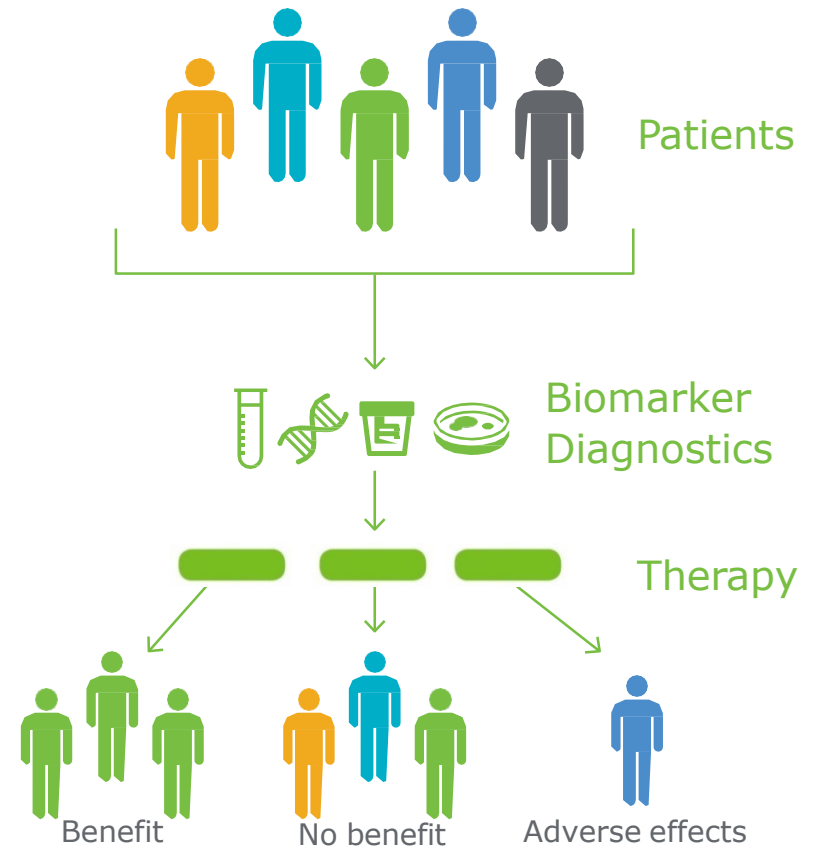 Patients
Biomarker
Diagnostics
Therapy
Benefit
No benefit
Adverse effects